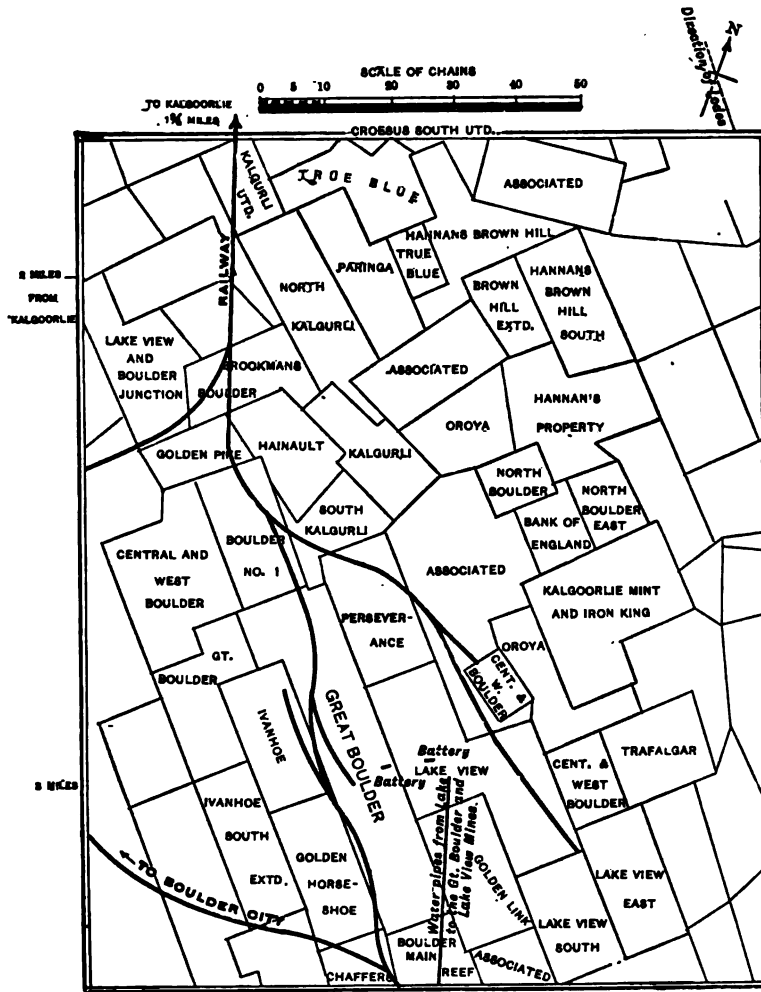 N
Direction of Lodes
SCALE OF CHAINS
0 5 10 20 30 40 50
TO KALGOORLIE
1¾ MILES
CROESUS SOUTH UTD.
KALGURLI
UTD.
TRUE BLUE
ASSOCIATED
RAILWAY
HANNANS BROWN HILL
TRUE
BLUE
PARINGA
NORTH
KALGURLI
BROWN
HILL
EXTD.
HANNANS
BROWN
HILL
SOUTH
2 MILES
FROM
KALGOORLIE
LAKE VIEW
AND
BOULDER
JUNCTION
BROOKMANS
BOULDER
ASSOCIATED
OROYA
HANNAN'S
PROPERTY
GOLDEN PIKE
HAINAULT
KALGURLI
NORTH
BOULDER
NORTH
BOULDER
EAST
SOUTH
KALGURLI
BANK OF
ENGLAND
CENTRAL AND
WEST
BOULDER
BOULDER
NO. 1
ASSOCIATED
KALGOORLIE MINT
AND IRON KING
PERSEVER-
ANCE
OROYA
GT.
BOULDER
CENT. &
W.
BOULDER
IVANHOE
GREAT BOULDER
Battery
Battery
LAKE VIEW
CENT. &
WEST
BOULDER
TRAFALGAR
3 MILES
IVANHOE
SOUTH
EXTD.
Water-pipes from Lake
to the Gt. Boulder and
Lake View Mines.
GOLDEN
HORSE-
SHOE
GOLDEN LINK
LAKE VIEW
EAST
TO BOULDER CITY
LAKE VIEW
SOUTH
BOULDER
MAIN
REEF
ASSOCIATED
CHAFFERS